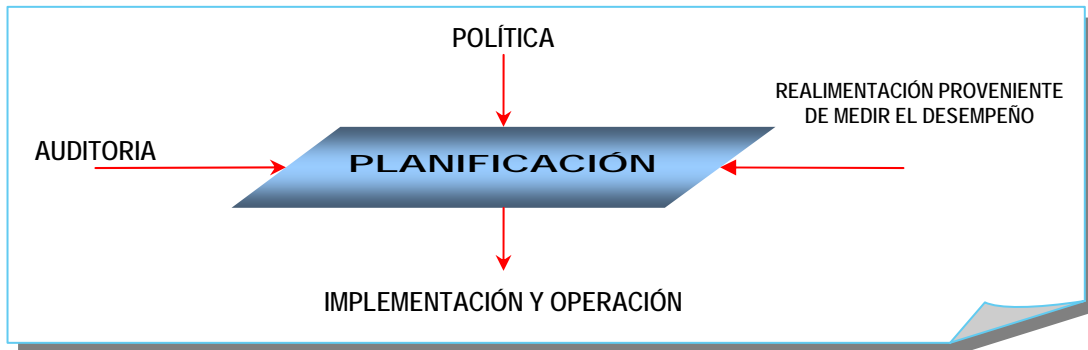 POLÍTICA
REALIMENTACIÓN PROVENIENTE
DE MEDIR EL DESEMPEÑO
AUDITORIA
PLANIFICACIÓN
IMPLEMENTACIÓN Y OPERACIÓN